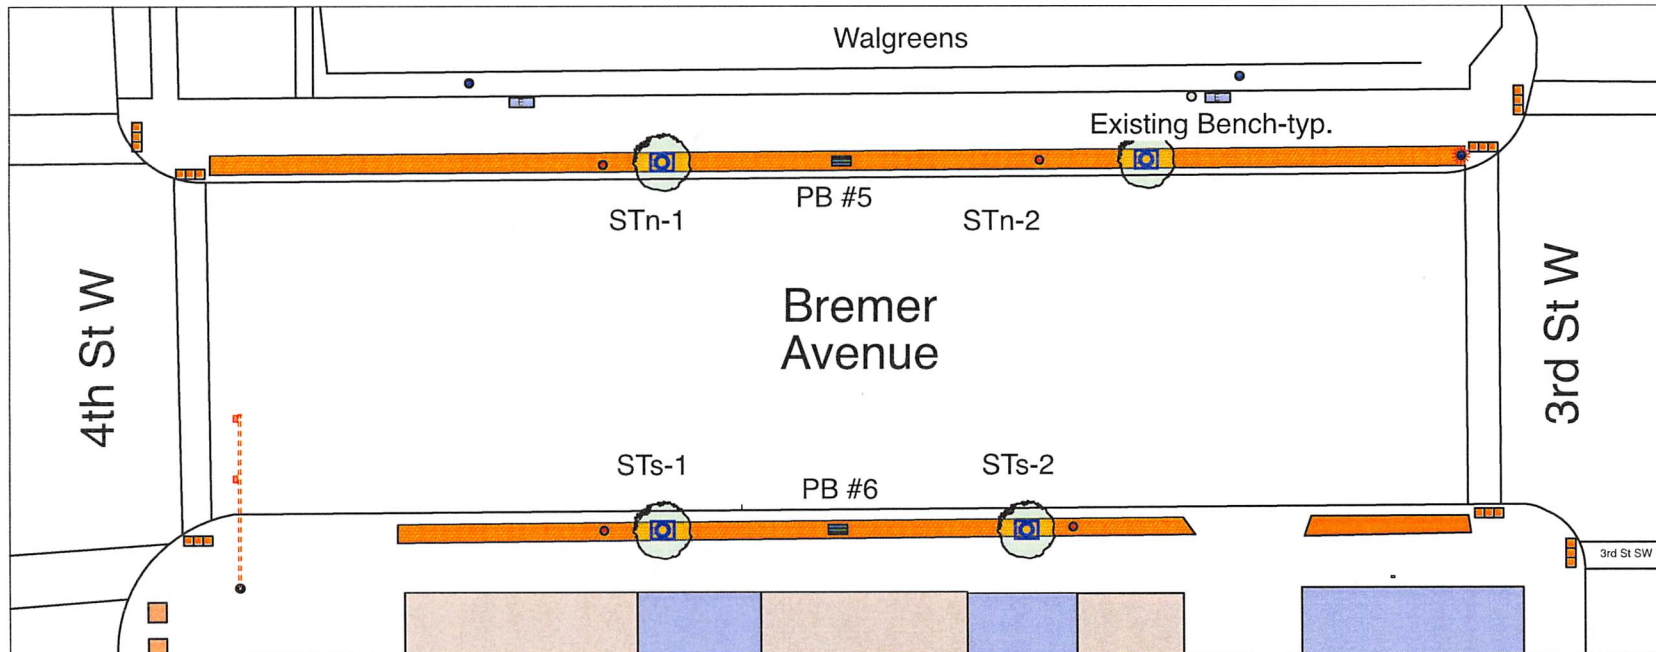 Walgreens
E
E
Existing Bench-typ.
PB #5
STn-1
STn-2
4th St W
Bremer
Avenue
3rd St W
STs-1
STs-2
PB #6
3rd St SW